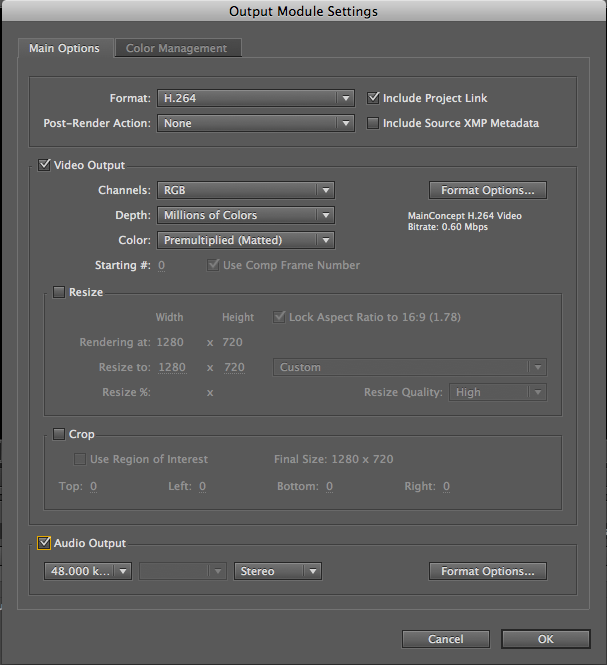 Output Module Settings
Main Options Color Management
Format: H.264 Include Project Link
Post-Render Action: None Include Source XMP Metadata
Video Output
Channels: RGB Format Options...
Depth: Millions of Colors MainConcept H.264 Video
Bitrate: 0.60 Mbps
Color: Premultiplied (Matted)
Starting #: 0 Use Comp Frame Number
Resize
Width Height Lock Aspect Ratio to 16:9 (1.78)
Rendering at: 1280 x 720
Resize to: 1280 x 720 Custom
Resize %: x Resize Quality: High
Crop
Use Region of Interest Final Size: 1280 x 720
Top: 0 Left: 0 Bottom: 0 Right: 0
Audio Output
48.000 k... Stereo Format Options...
Cancel OK